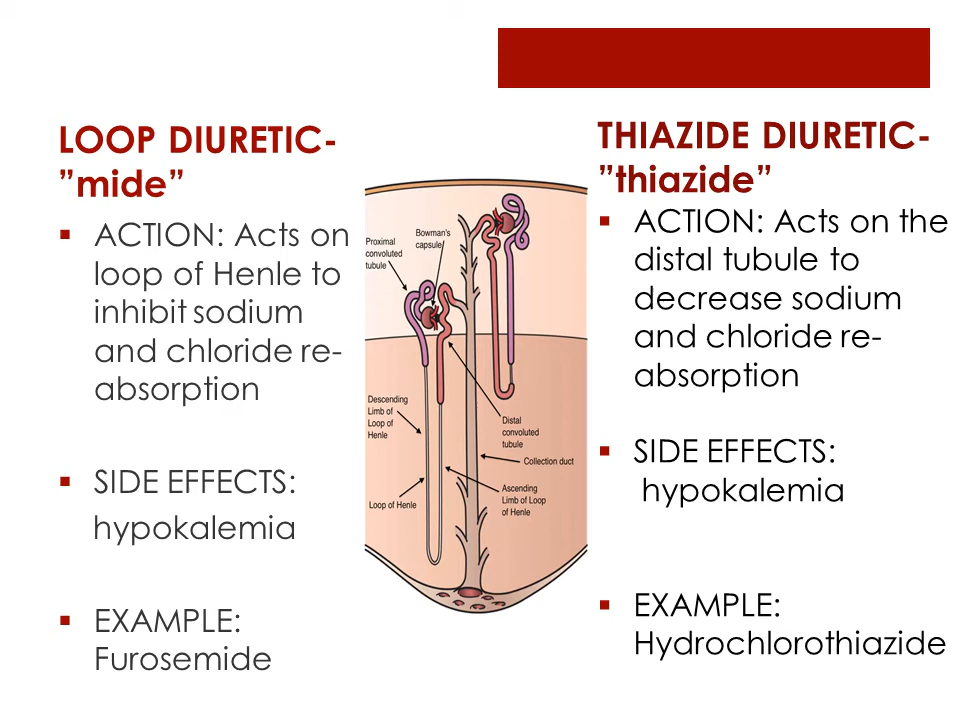 LOOP DIURETIC-
”mide”
▪ ACTION: Acts on
loop of Henle to
inhibit sodium
and chloride re-
absorption
▪ SIDE EFFECTS:
hypokalemia
▪ EXAMPLE:
Furosemide
Proximal
convoluted
tubule
Bowman's
capsule
Descending
Limb of
Loop of
Henle
Loop of Henle
Distal
convoluted
tubule
Collection duct
Ascending
Limb of Loop
of Henle
THIAZIDE DIURETIC-
”thiazide”
▪ ACTION: Acts on the
distal tubule to
decrease sodium
and chloride re-
absorption
▪ SIDE EFFECTS:
hypokalemia
▪ EXAMPLE:
Hydrochlorothiazide